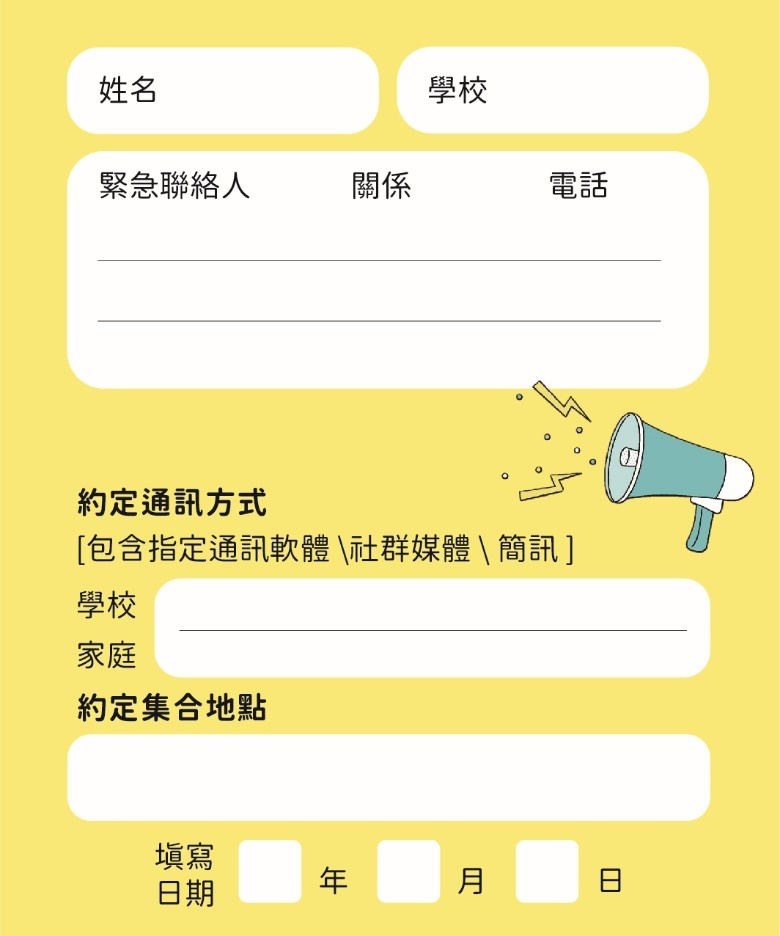 姓名 學校
緊急聯絡人 關係 電話
約定通訊方式
[包含指定通訊軟體 \社群媒體 \ 簡訊 ]
學校
家庭
約定集合地點
填寫
日期 年 月 日